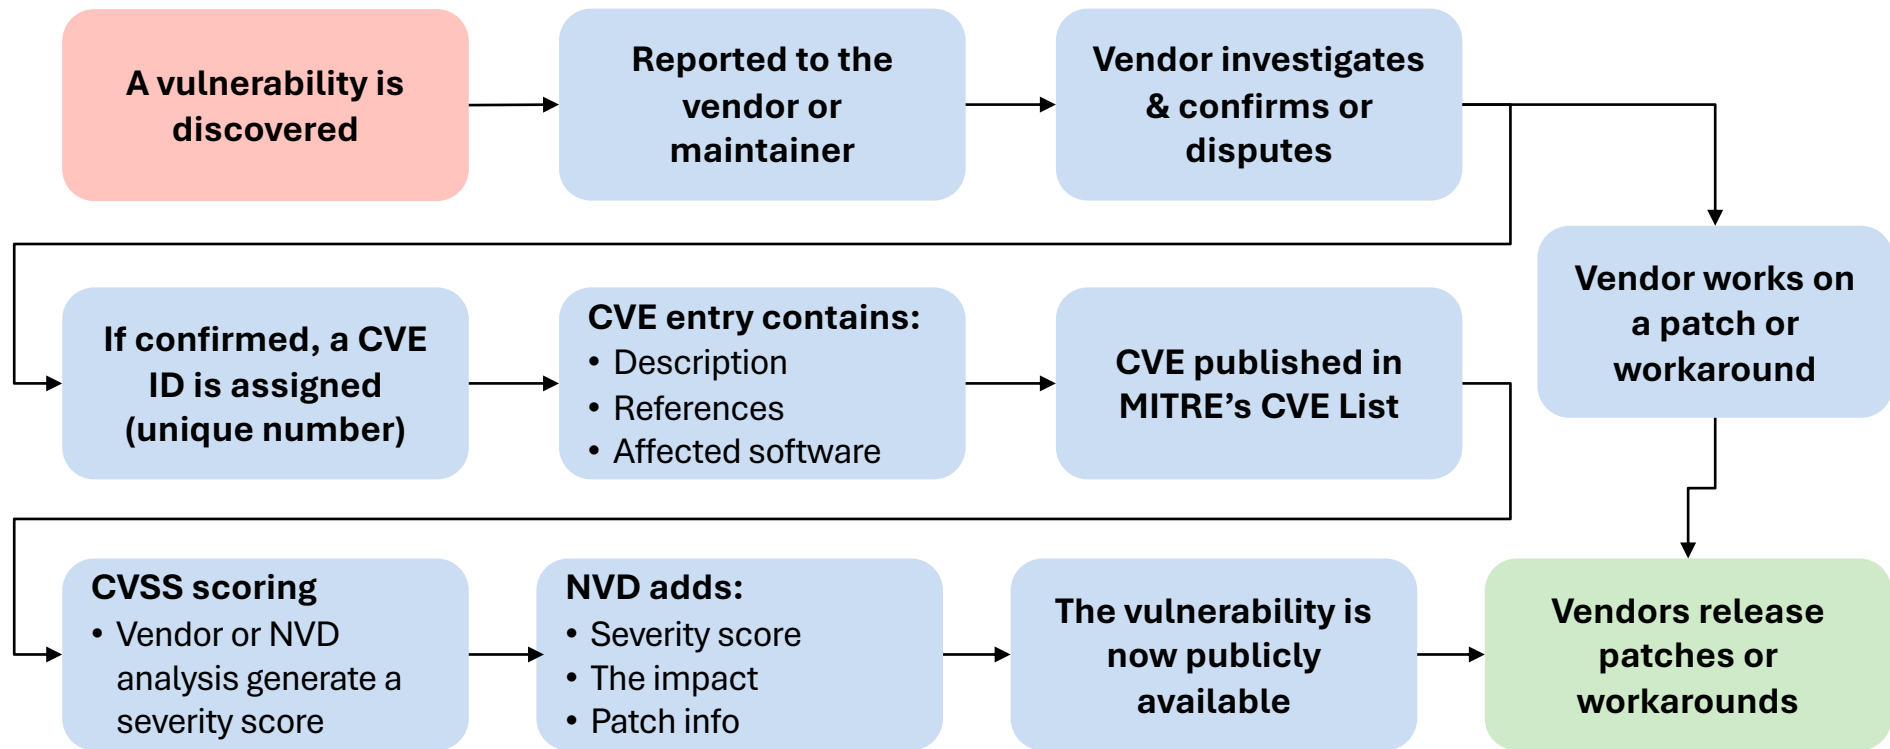 A vulnerability is
discovered
Reported to the
vendor or
maintainer
Vendor investigates
& confirms or
disputes
Vendor works on
a patch or
workaround
If confirmed, a CVE
ID is assigned
(unique number)
CVE entry contains:
• Description
• References
• Affected software
CVE published in
MITRE’s CVE List
CVSS scoring
• Vendor or NVD
analysis generate a
severity score
NVD adds:
• Severity score
• The impact
• Patch info
The vulnerability is
now publicly
available
Vendors release
patches or
workarounds